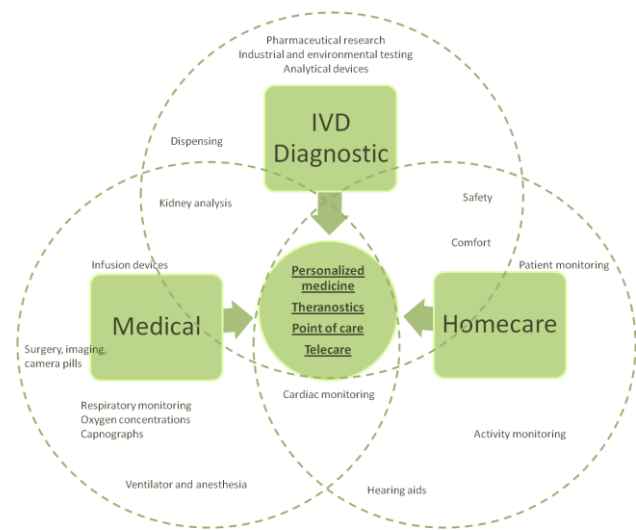 Pharmaceutical research
Industrial and environmental testing
Analytical devices
IVD
Diagnostic
Dispensing
Kidney analysis
Safety
Comfort
Infusion devices
Patient monitoring
Personalized
medicine
Theranostics
Point of care
Telecare
Medical
Homecare
Surgery, imaging,
camera pills
Cardiac monitoring
Respiratory monitoring
Oxygen concentrations
Capnographs
Activity monitoring
Ventilator and anesthesia
Hearing aids